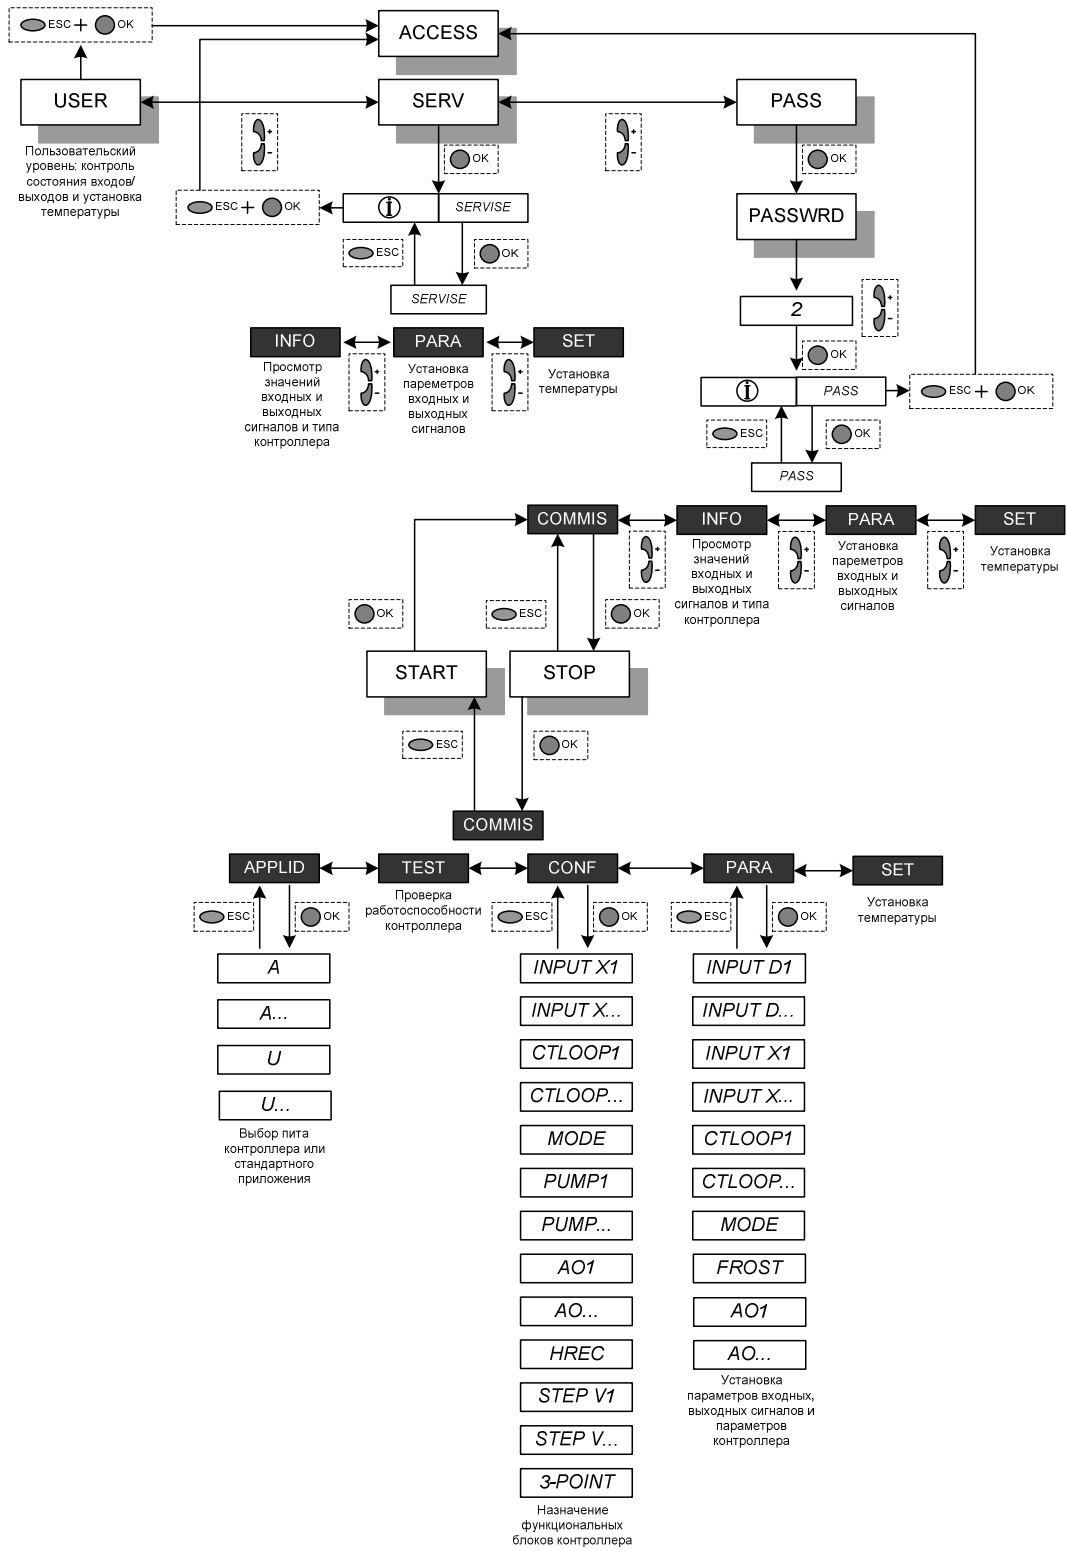 ESC + OK
ACCESS
USER
SERV
PASS
+
-
+
-
Пользовательский
уровень: контроль
состояния входов/
выходов и установка
температуры
OK
OK
ESC + OK
i SERVISE
PASSWRD
ESC
OK
SERVISE
2
+
-
INFO
PARA
SET
OK
Просмотр
значений
входных и
выходных
сигналов и типа
контроллера
+
-
Установка
пареметров
входных и
выходных
сигналов
+
-
Установка
температуры
i PASS
ESC + OK
ESC
OK
PASS
COMMIS
INFO
PARA
SET
+
-
Просмотр
значений
входных и
выходных
сигналов и типа
контроллера
+
-
Установка
пареметров
входных и
выходных
сигналов
+
-
Установка
температуры
OK
ESC
OK
START
STOP
ESC
OK
COMMIS
APPLID
TEST
CONF
PARA
SET
Проверка
работоспособности
контроллера
Установка
температуры
ESC
OK
ESC
OK
ESC
OK
A
A...
U
U...
Выбор пита
контроллера или
стандартного
приложения
INPUT X1
INPUT X...
CTLOOP1
CTLOOP...
MODE
PUMP1
PUMP...
AO1
AO...
HREC
STEP V1
STEP V...
3-POINT
Назначение
функциональных
блоков контроллера
INPUT D1
INPUT D...
INPUT X1
INPUT X...
CTLOOP1
CTLOOP...
MODE
FROST
AO1
AO...
Установка
параметров входных,
выходных сигналов и
параметров
контроллера